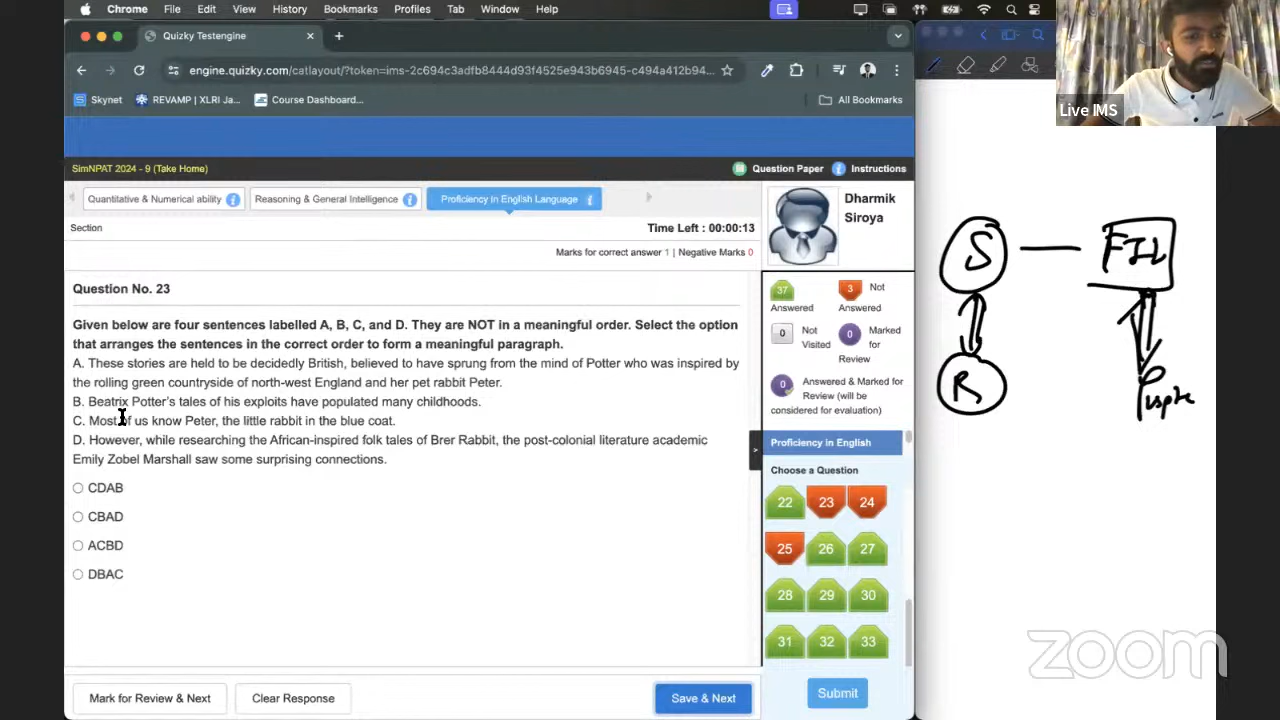 Chrome File Edit View History Bookmarks Profiles Tab Window Help
Quizky Testengine
engine.quizky.com/catlayout/?token=ims-2c694c3adfb8444d93f4525e943b6945-c494a412b94...
Skynet REVAMP | XLRI Ja... Course Dashboard... All Bookmarks
Live IMS
SimNPAT 2024 - 9 (Take Home) Question Paper Instructions
Quantitative & Numerical ability Reasoning & General Intelligence Proficiency in English Language
Section Time Left : 00:00:13
Marks for correct answer 1 | Negative Marks 0
Dharmik
Siroya
Question No. 23
Given below are four sentences labelled A, B, C, and D. They are NOT in a meaningful order. Select the option
that arranges the sentences in the correct order to form a meaningful paragraph.
A. These stories are held to be decidedly British, believed to have sprung from the mind of Potter who was inspired by
the rolling green countryside of north-west England and her pet rabbit Peter.
B. Beatrix Potter's tales of his exploits have populated many childhoods.
C. Most of us know Peter, the little rabbit in the blue coat.
D. However, while researching the African-inspired folk tales of Brer Rabbit, the post-colonial literature academic
Emily Zobel Marshall saw some surprising connections.
CDAB
CBAD
ACBD
DBAC
Mark for Review & Next Clear Response Save & Next
37 Answered
3 Not Answered
0 Not Visited
0 Marked for Review
0 Answered & Marked for Review (will be considered for evaluation)
Proficiency in English
Choose a Question
22 23 24
25 26 27
28 29 30
31 32 33
Submit
S FIL
R
zoom